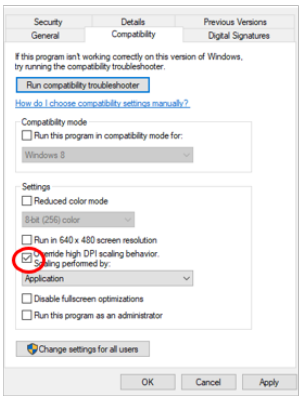 Security Details Previous Versions
General Compatibility Digital Signatures
If this program isn't working correctly on this version of Windows,
try running the compatibility troubleshooter.
Run compatibility troubleshooter
How do I choose compatibility settings manually?
Compatibility mode
Run this program in compatibility mode for:
Windows 8
Settings
Reduced color mode
8-bit (256) color
Run in 640 x 480 screen resolution
Override high DPI scaling behavior.
Scaling performed by:
Application
Disable fullscreen optimizations
Run this program as an administrator
Change settings for all users
OK Cancel Apply